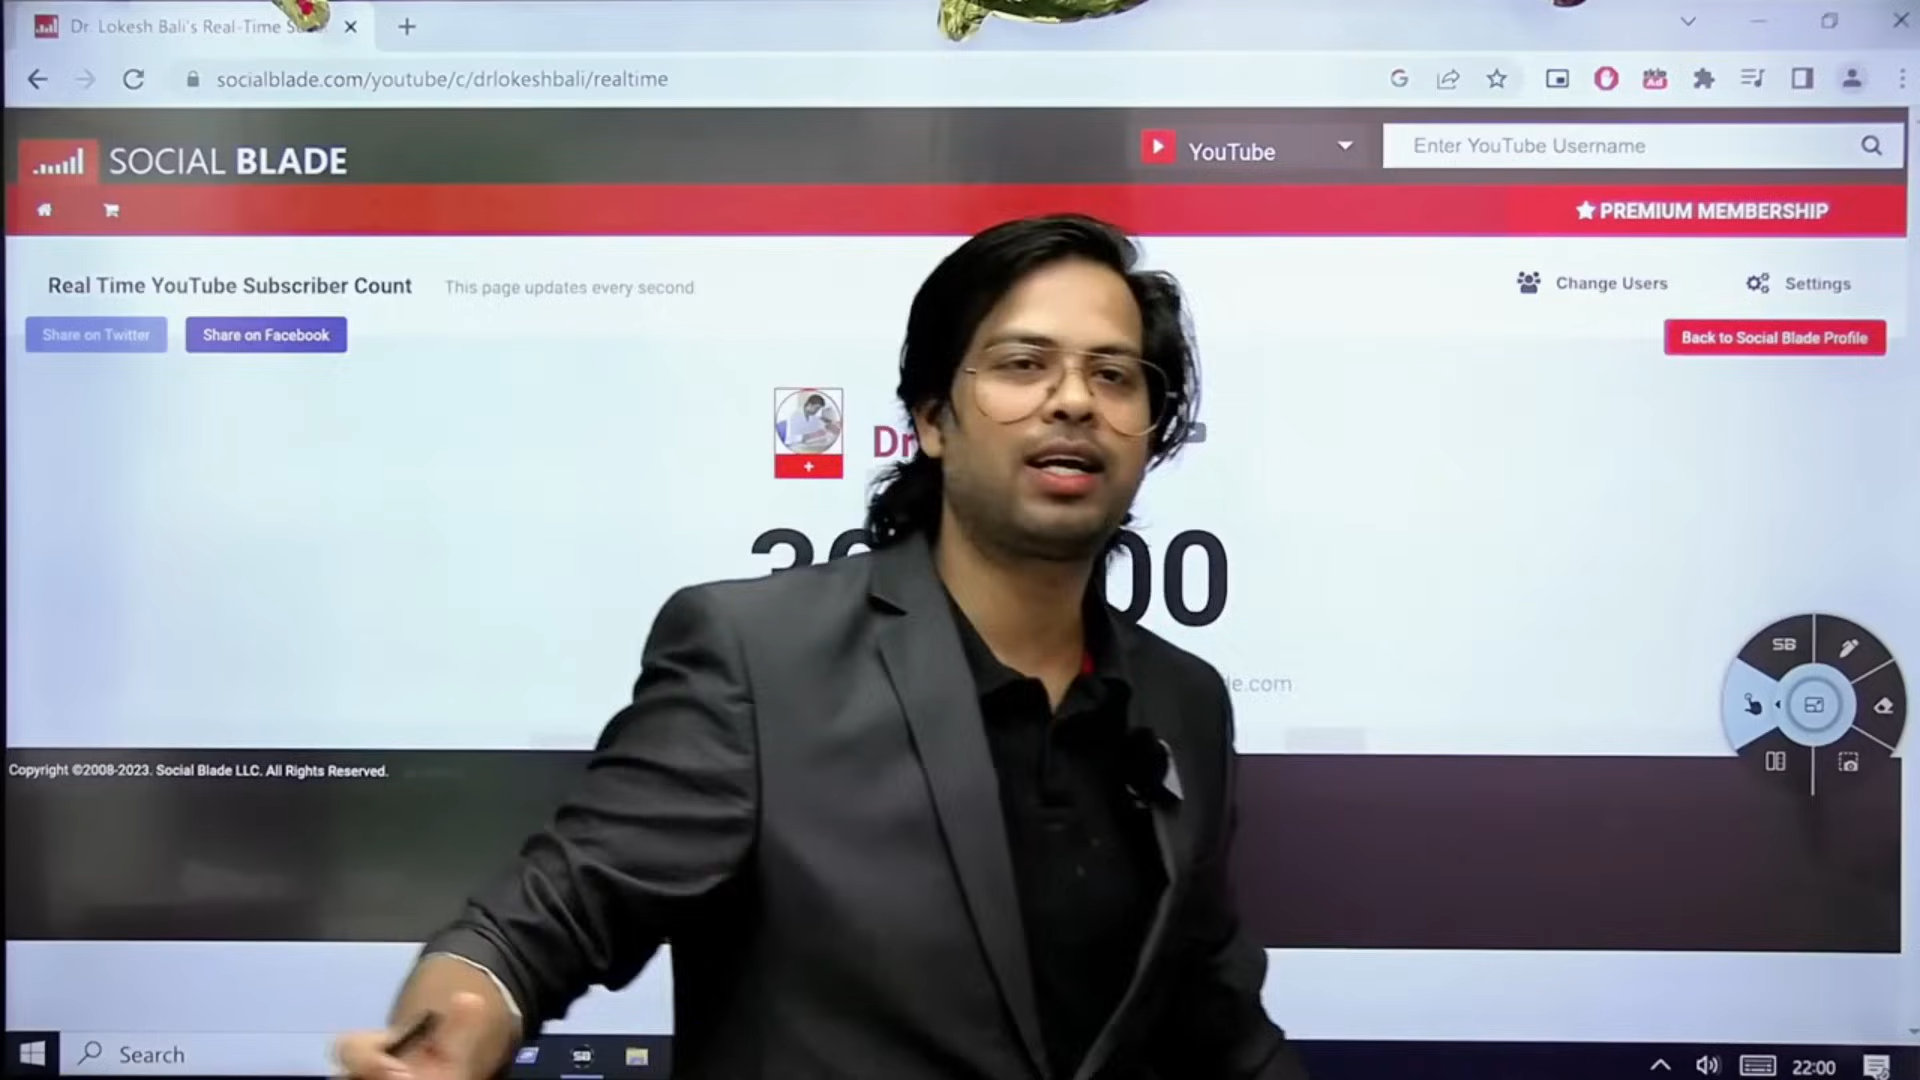 Dr. Lokesh Bali's Real-Time
socialblade.com/youtube/c/drlokeshbali/realtime
SOCIAL BLADE
YouTube
Enter YouTube Username
PREMIUM MEMBERSHIP
Real Time YouTube Subscriber Count
This page updates every second
Change Users
Settings
Share on Twitter
Share on Facebook
Back to Social Blade Profile
Dr
00
SB
Copyright ©2008-2023. Social Blade LLC. All Rights Reserved.
Search
SB
22:00